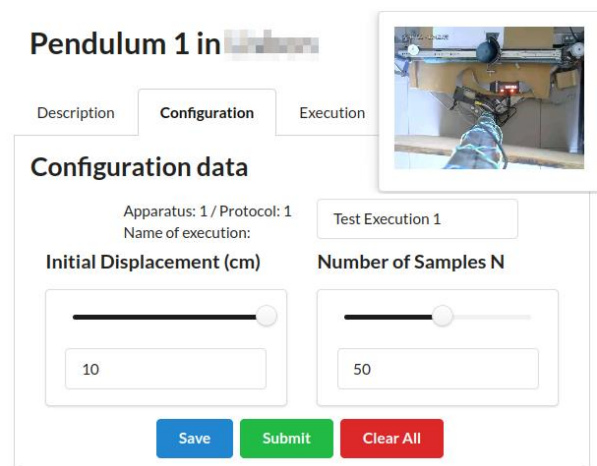 Pendulum 1 in
Description Configuration Execution
Configuration data
Apparatus: 1 / Protocol: 1
Name of execution:
Test Execution 1
Initial Displacement (cm)
Number of Samples N
10
50
Save Submit Clear All